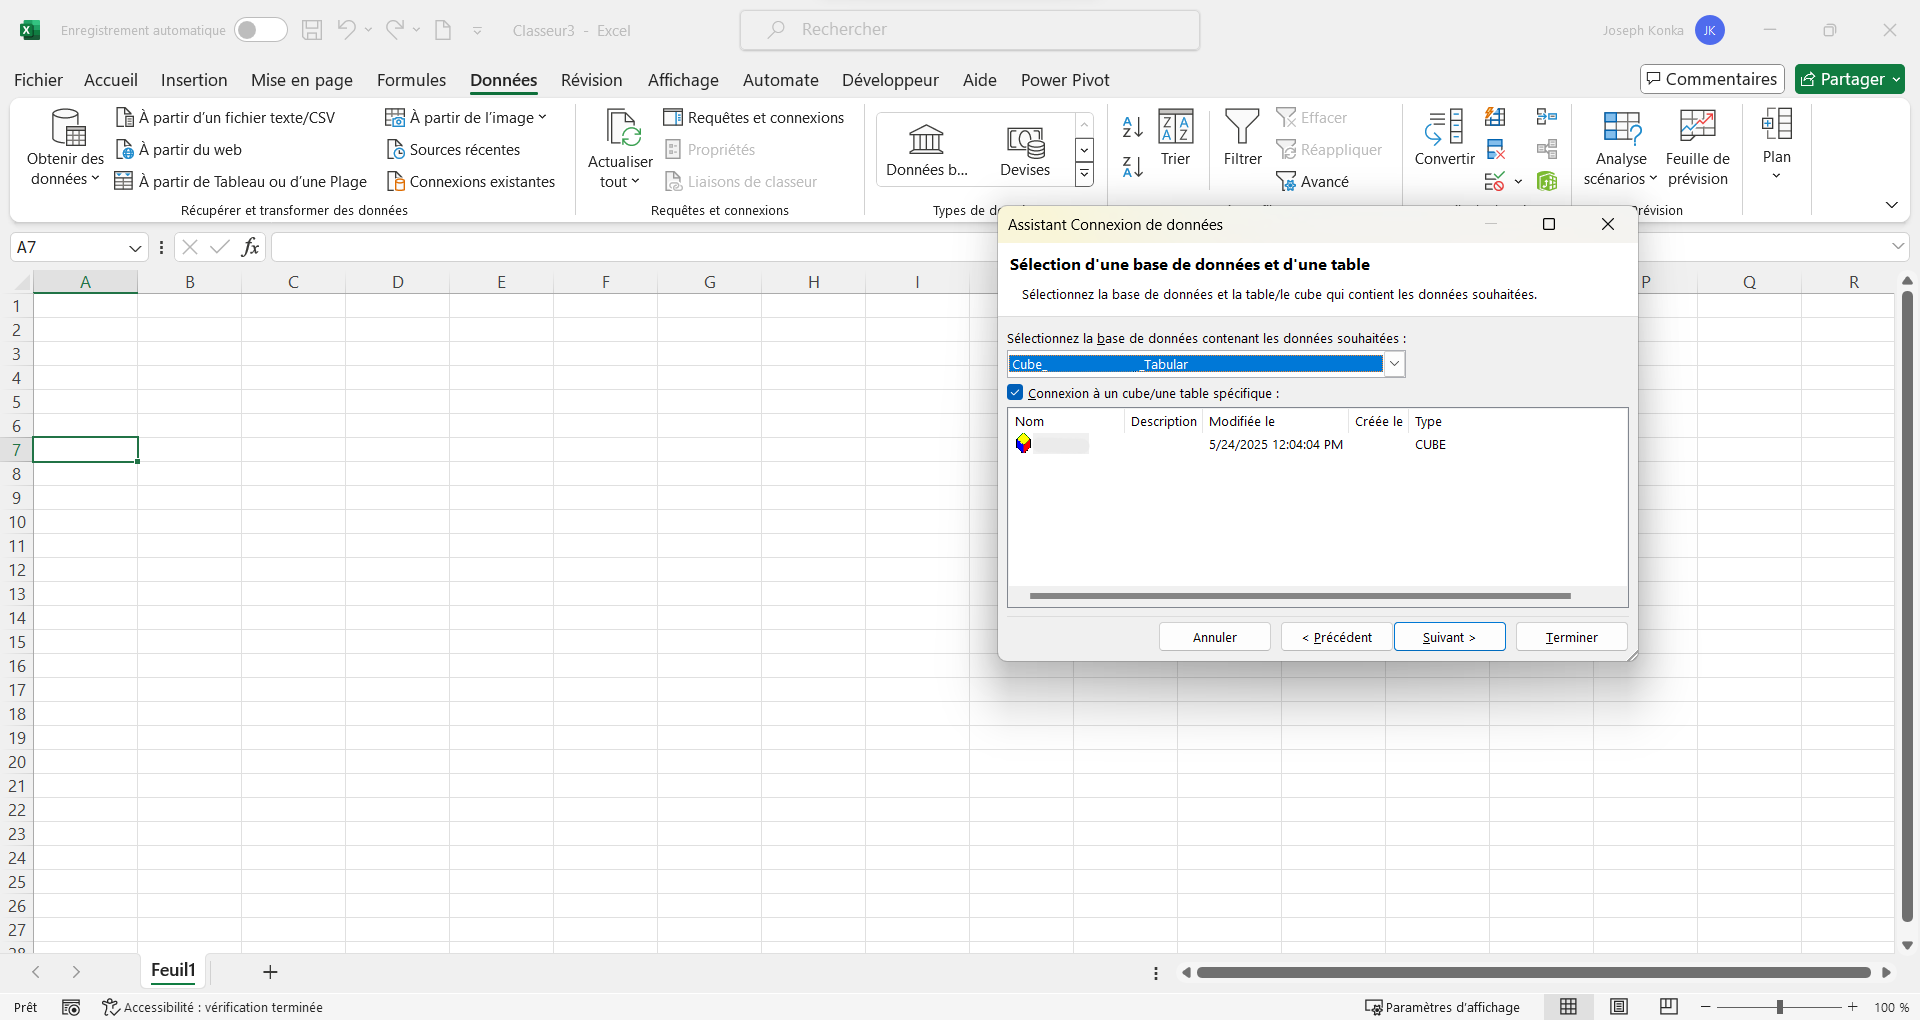 Enregistrement automatique
Classeur3 - Excel
Rechercher
Joseph Konka
JK
Fichier Accueil Insertion Mise en page Formules Données Révision Affichage Automate Développeur Aide Power Pivot
Commentaires
Partager
Obtenir des données
À partir d'un fichier texte/CSV
À partir du web
À partir de Tableau ou d'une Plage
À partir de l'image
Sources récentes
Connexions existantes
Récupérer et transformer des données
Actualiser tout
Requêtes et connexions
Propriétés
Liaisons de classeur
Requêtes et connexions
Données b...
Devises
Types de do
Trier
Filtrer
Effacer
Réappliquer
Avancé
Convertir
Analyse scénarios
Feuille de prévision
révision
Plan
A7
fx
A B C D E F G H I P Q R
1
2
3
4
5
6
7
8
9
10
11
12
13
14
15
16
17
18
19
20
21
22
23
24
25
26
27
28
Assistant Connexion de données
Sélection d'une base de données et d'une table
Sélectionnez la base de données et la table/le cube qui contient les données souhaitées.
Sélectionnez la base de données contenant les données souhaitées :
Cube_ _Tabular
Connexion à un cube/une table spécifique :
Nom Description Modifiée le Créée le Type
5/24/2025 12:04:04 PM CUBE
Annuler < Précédent Suivant > Terminer
Feuil1
Prêt
Accessibilité : vérification terminée
Paramètres d'affichage
100 %